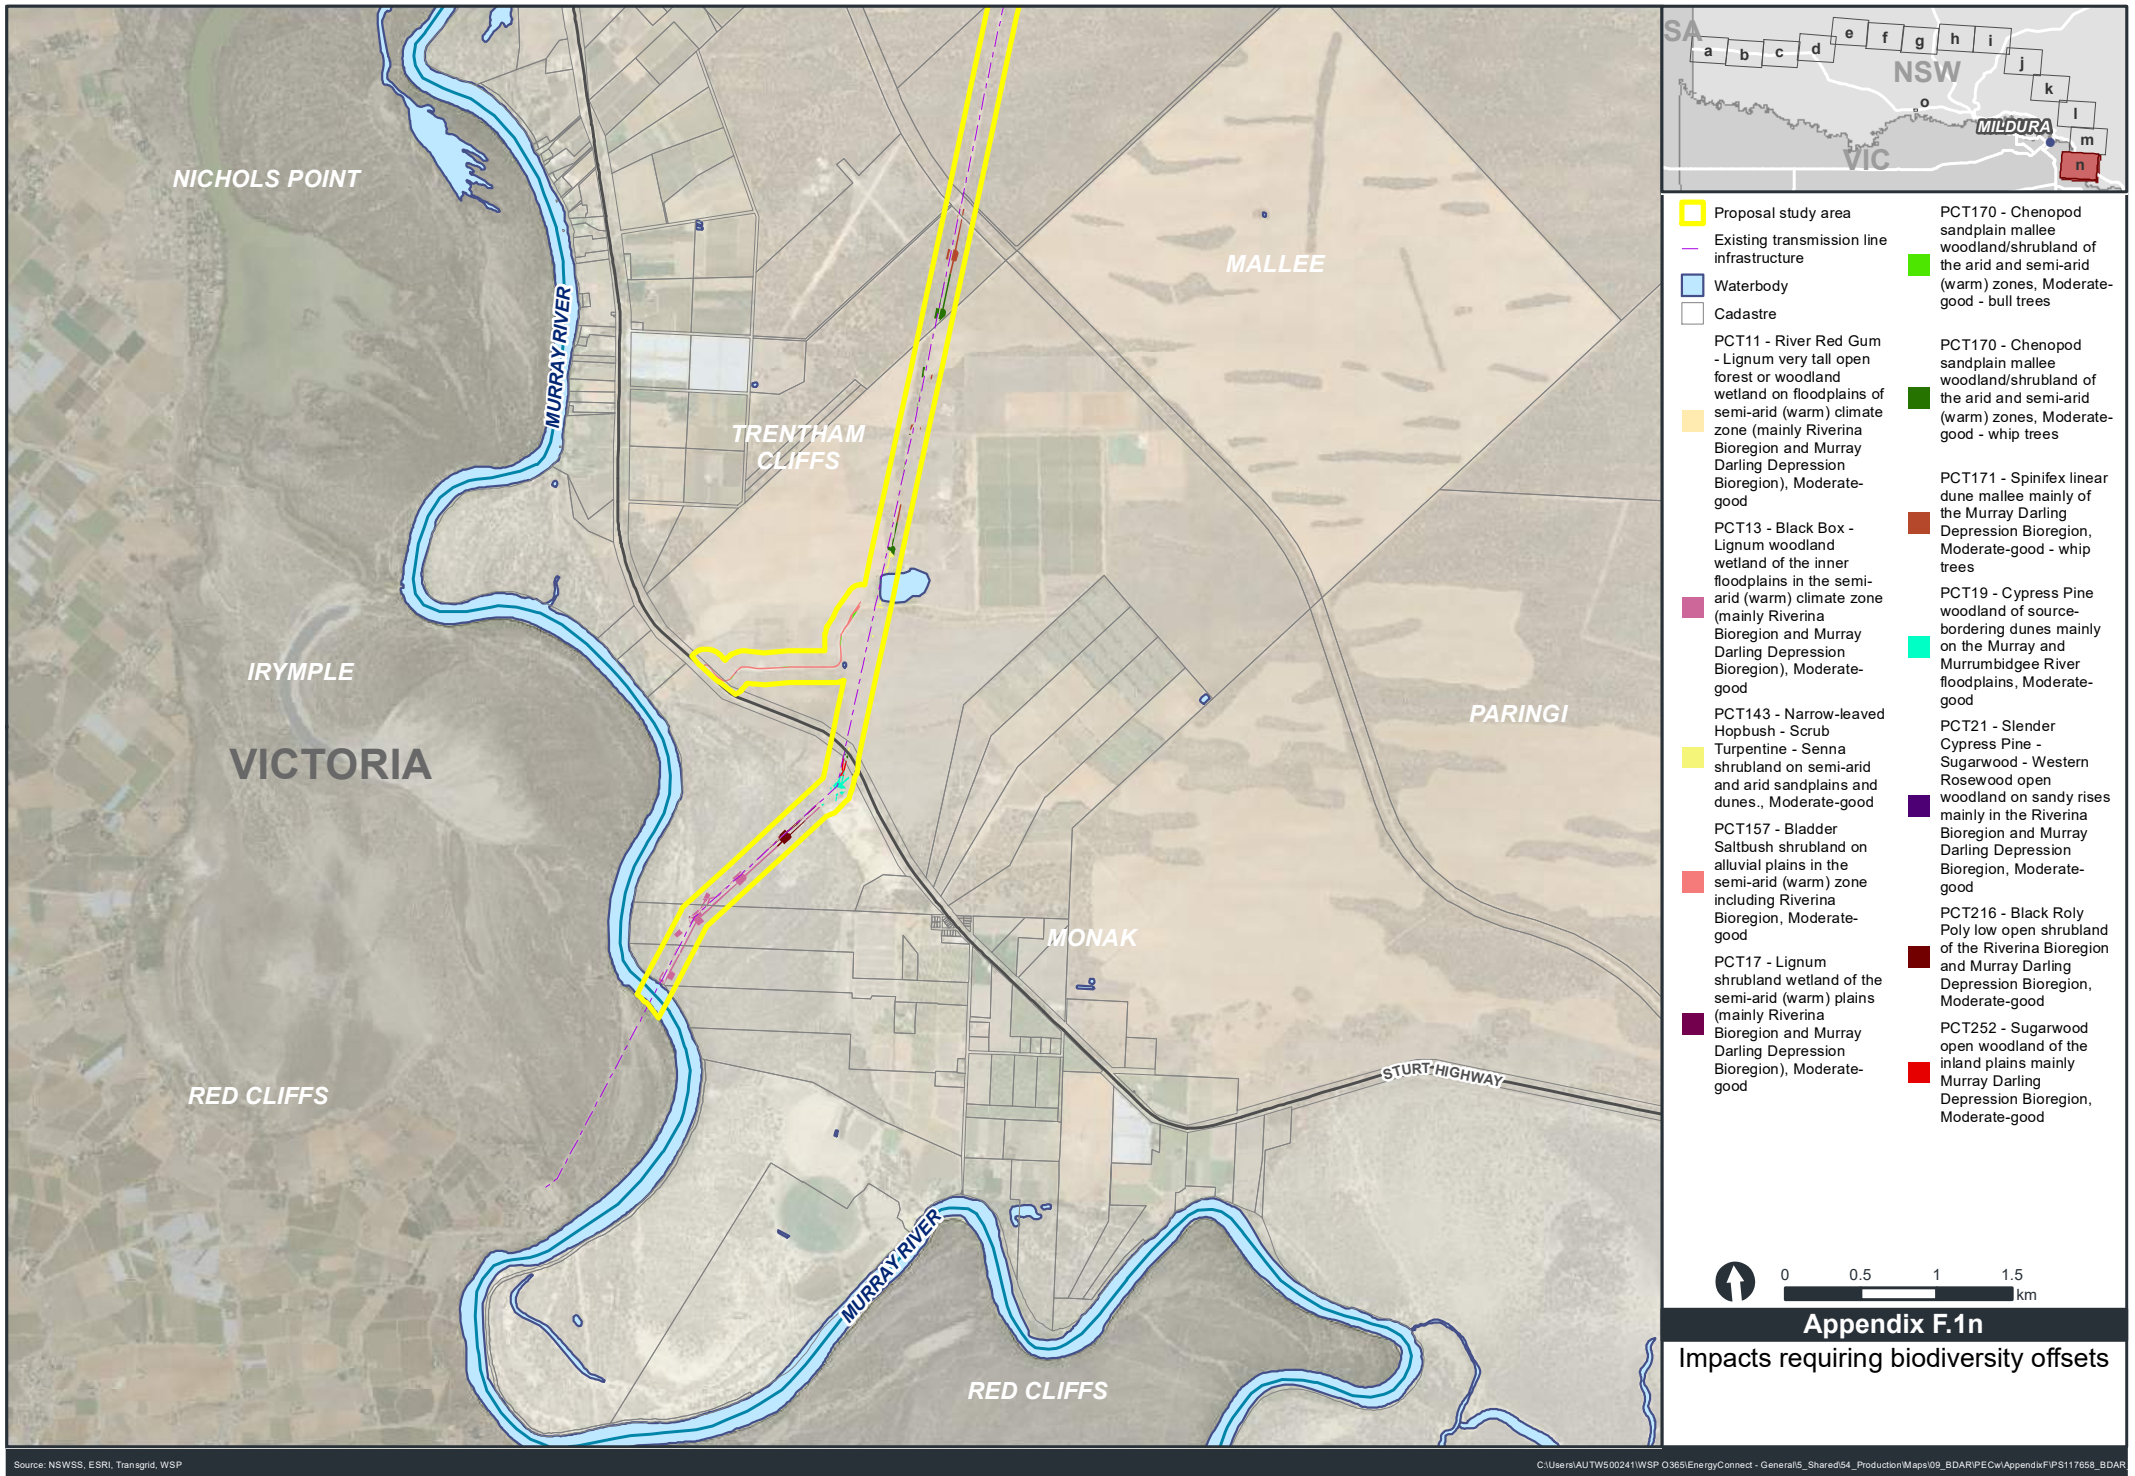 NICHOLS POINT
MURRAY RIVER
MALLEE
TRENTHAM
CLIFFS
IRYMPLE
VICTORIA
PARINGI
MONAK
RED CLIFFS
STURT HIGHWAY
MURRAY RIVER
RED CLIFFS
SA
a
b
c
d
e
f
g
h
i
j
k
l
m
n
o
NSW
MILDURA
VIC
Proposal study area
Existing transmission line
infrastructure
Waterbody
Cadastre
PCT11 - River Red Gum
- Lignum very tall open
forest or woodland
wetland on floodplains of
semi-arid (warm) climate
zone (mainly Riverina
Bioregion and Murray
Darling Depression
Bioregion), Moderate-
good
PCT13 - Black Box -
Lignum woodland
wetland of the inner
floodplains in the semi-
arid (warm) climate zone
(mainly Riverina
Bioregion and Murray
Darling Depression
Bioregion), Moderate-
good
PCT143 - Narrow-leaved
Hopbush - Scrub
Turpentine - Senna
shrubland on semi-arid
and arid sandplains and
dunes., Moderate-good
PCT157 - Bladder
Saltbush shrubland on
alluvial plains in the
semi-arid (warm) zone
including Riverina
Bioregion, Moderate-
good
PCT17 - Lignum
shrubland wetland of the
semi-arid (warm) plains
(mainly Riverina
Bioregion and Murray
Darling Depression
Bioregion), Moderate-
good
PCT170 - Chenopod
sandplain mallee
woodland/shrubland of
the arid and semi-arid
(warm) zones, Moderate-
good - bull trees
PCT170 - Chenopod
sandplain mallee
woodland/shrubland of
the arid and semi-arid
(warm) zones, Moderate-
good - whip trees
PCT171 - Spinifex linear
dune mallee mainly of
the Murray Darling
Depression Bioregion,
Moderate-good - whip
trees
PCT19 - Cypress Pine
woodland of source-
bordering dunes mainly
on the Murray and
Murrumbidgee River
floodplains, Moderate-
good
PCT21 - Slender
Cypress Pine -
Sugarwood - Western
Rosewood open
woodland on sandy rises
mainly in the Riverina
Bioregion and Murray
Darling Depression
Bioregion, Moderate-
good
PCT216 - Black Roly
Poly low open shrubland
of the Riverina Bioregion
and Murray Darling
Depression Bioregion,
Moderate-good
PCT252 - Sugarwood
open woodland of the
inland plains mainly
Murray Darling
Depression Bioregion,
Moderate-good
0 0.5 1 1.5
km
Appendix F.1n
Impacts requiring biodiversity offsets
Source: NSWSS, ESRI, Transgrid, WSP
C:\Users\AUTW500241\WSP O365\EnergyConnect - General\5_Shared\54_Production\Maps\09_BDAR\PECw\AppendixF\PS117658_BDAR